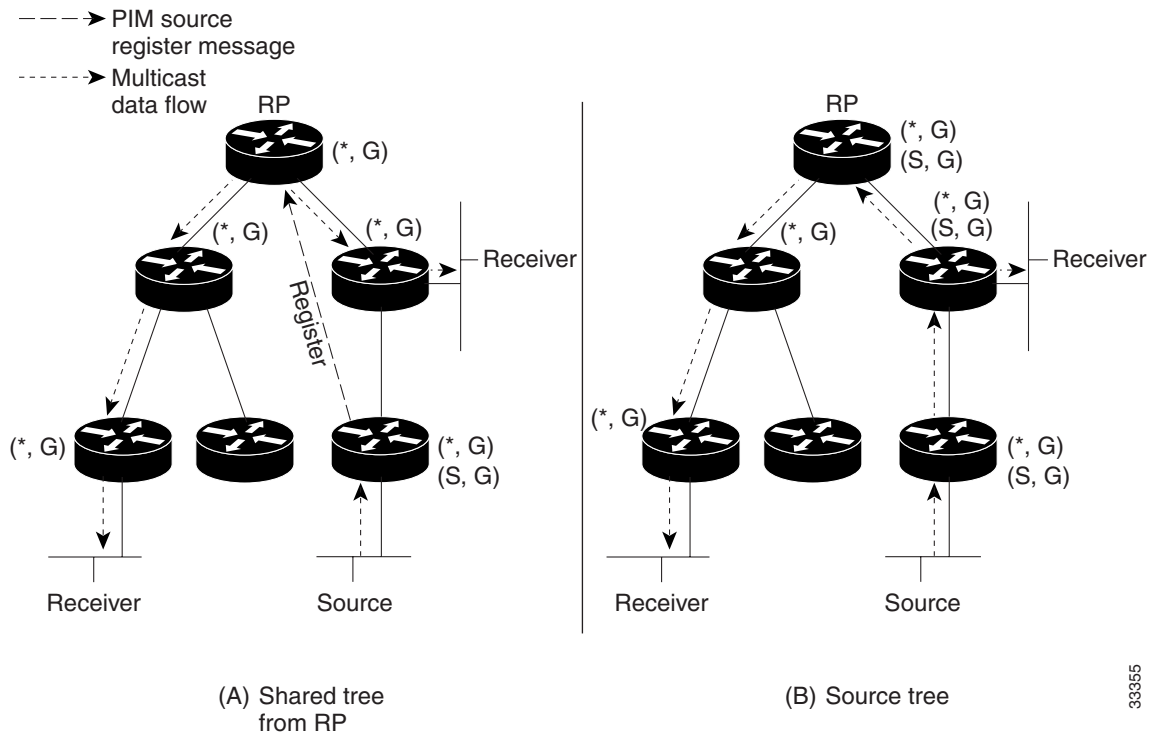 PIM source
register message
Multicast
data flow
RP
(*, G)
(*, G)
(*, G)
Receiver
Register
(*, G)
(*, G)
(S, G)
Receiver
Source
(A) Shared tree
from RP
RP
(*, G)
(S, G)
(*, G)
(*, G)
(S, G)
Receiver
(*, G)
(*, G)
(S, G)
Receiver
Source
(B) Source tree
33355